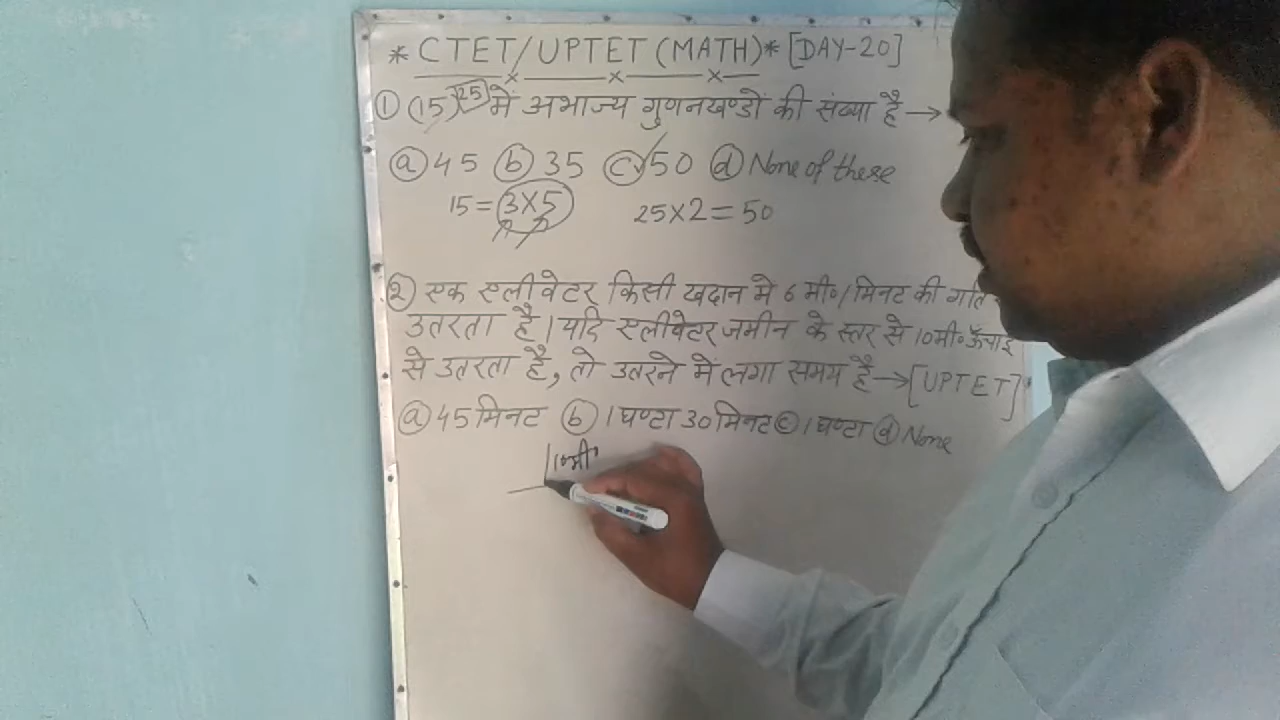 * CTET/UPTET (MATH) * [DAY-20]
① (15)^25 में अभाज्य गुणनखण्डों की संख्या है →
ⓐ 45 ⓑ 35 ⓒ 50 ⓓ None of these
15 = 3×5 25×2 = 50
② एक एलीवेटर किसी खदान मे 6 मी॰/मिनट की गति
उतरता है। यदि एलीवेटर जमीन के स्तर से 10मी॰ ऊँचाई
से उतरता है, तो उतरने में लगा समय है → [UPTET]
ⓐ 45 मिनट ⓑ 1 घण्टा 30 मिनट ⓒ 1 घण्टा ⓓ None
10मी॰